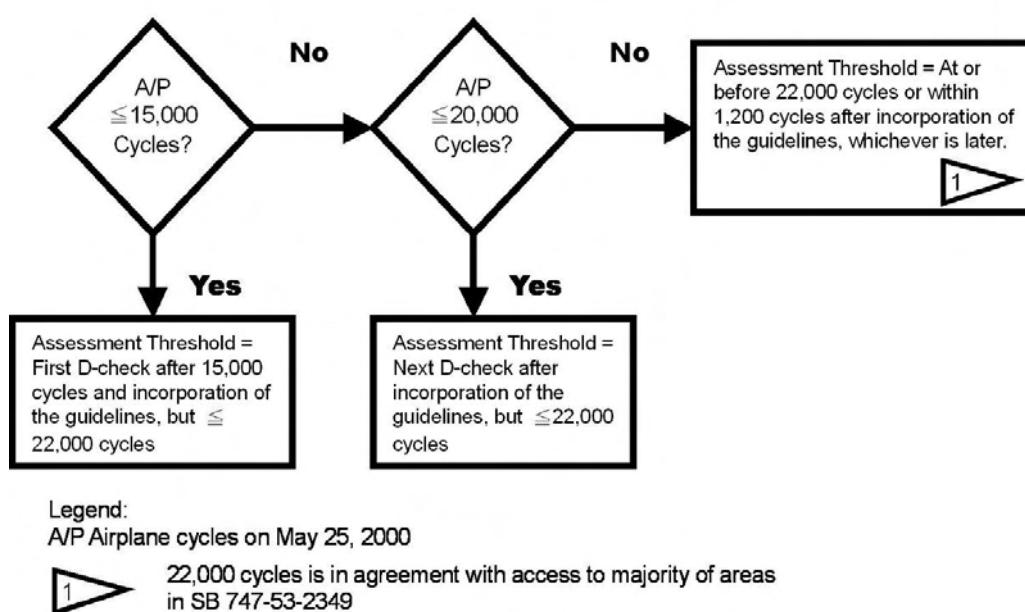 A/P
≦15,000
Cycles?
No
A/P
≦20,000
Cycles?
No
Assessment Threshold = At or
before 22,000 cycles or within
1,200 cycles after incorporation of
the guidelines, whichever is later.
1
Yes
Yes
Assessment Threshold =
First D-check after 15,000
cycles and incorporation of
the guidelines, but ≦
22,000 cycles
Assessment Threshold =
Next D-check after
incorporation of the
guidelines, but ≦22,000
cycles
Legend:
A/P Airplane cycles on May 25, 2000
1
22,000 cycles is in agreement with access to majority of areas
in SB 747-53-2349